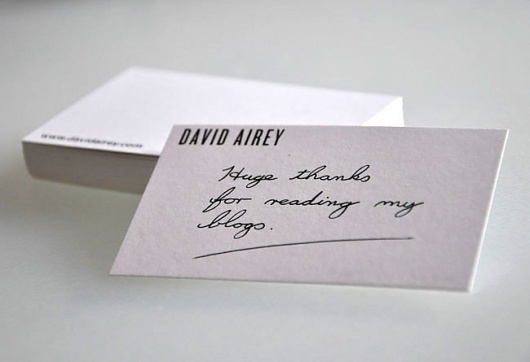 DAVID AIREY
Huge thanks
for reading my
blogs.
www.davidairey.com